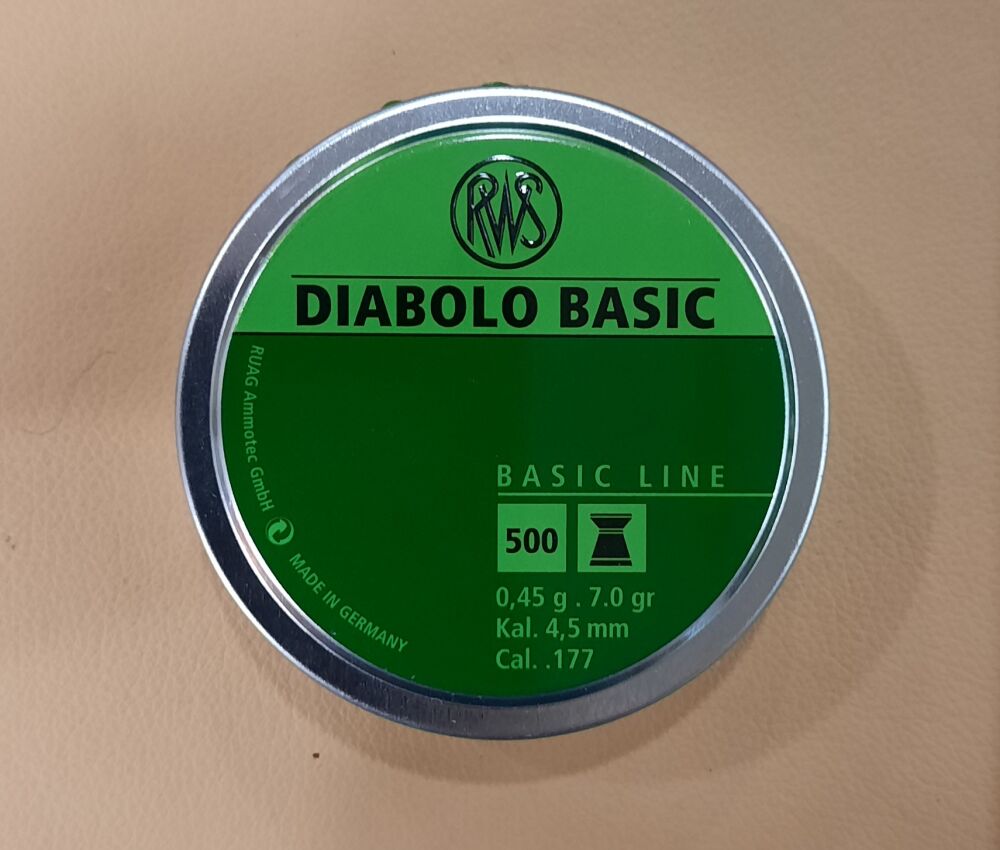 RWS
DIABOLO BASIC
RUAG Ammotec GmbH
MADE IN GERMANY
BASIC LINE
500
0,45 g . 7.0 gr
Kal. 4,5 mm
Cal. .177